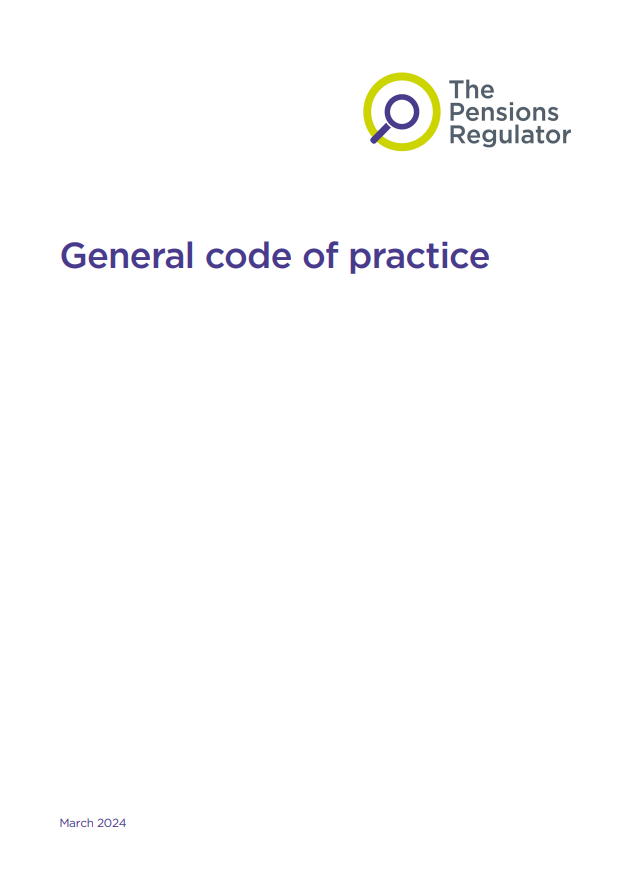 The
Pensions
Regulator
General code of practice
March 2024